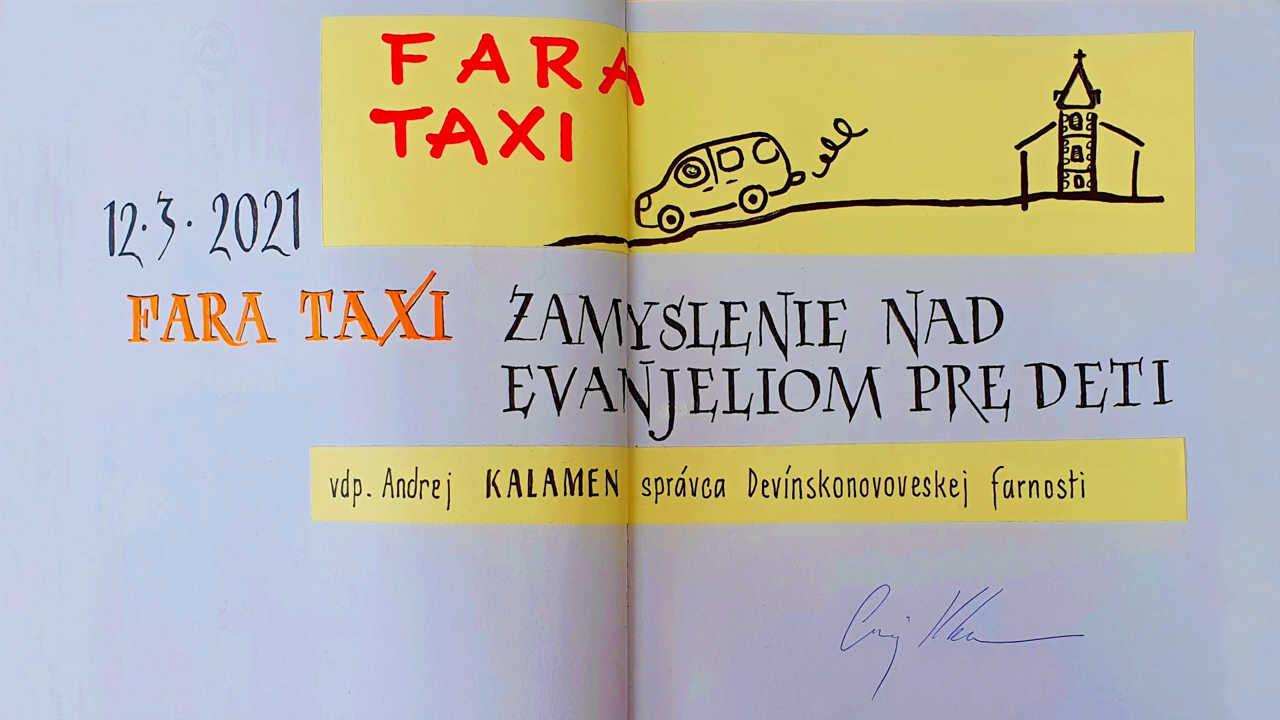 FARA
TAXI
12.3.2021
FARA TAXI ZAMYSLENIE NAD
EVANJELIOM PRE DETI
vdp. Andrej KALAMEN správca Devínskonovoveskej farnosti